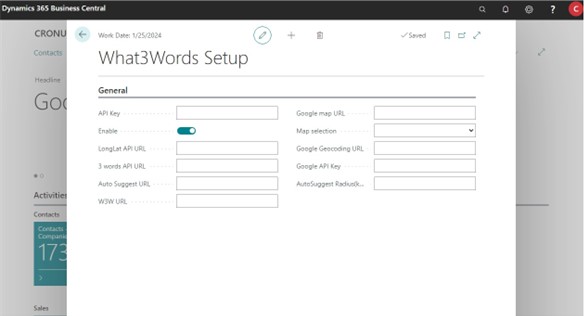 Dynamics 365 Business Central
?
C
CRONU
Work Date: 1/25/2024
Saved
Contacts
What3Words Setup
Headline
Goo
General
API Key
Google map URL
Enable
Map selection
LongLat API URL
Google Geocoding URL
3 words API URL
Google API Key
Auto Suggest URL
AutoSuggest Radius(k...
W3W URL
Activities
Contacts
Contacts -
Companie
173
Sales